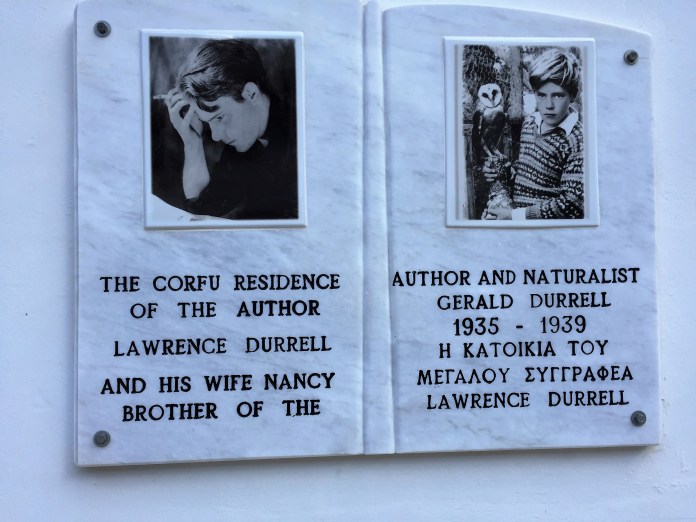 THE CORFU RESIDENCE
OF THE AUTHOR
LAWRENCE DURRELL
AND HIS WIFE NANCY
BROTHER OF THE
AUTHOR AND NATURALIST
GERALD DURRELL
1935 - 1939
Η ΚΑΤΟΙΚΙΑ ΤΟΥ
ΜΕΓΑΛΟΥ ΣΥΓΓΡΑΦΕΑ
LAWRENCE DURRELL